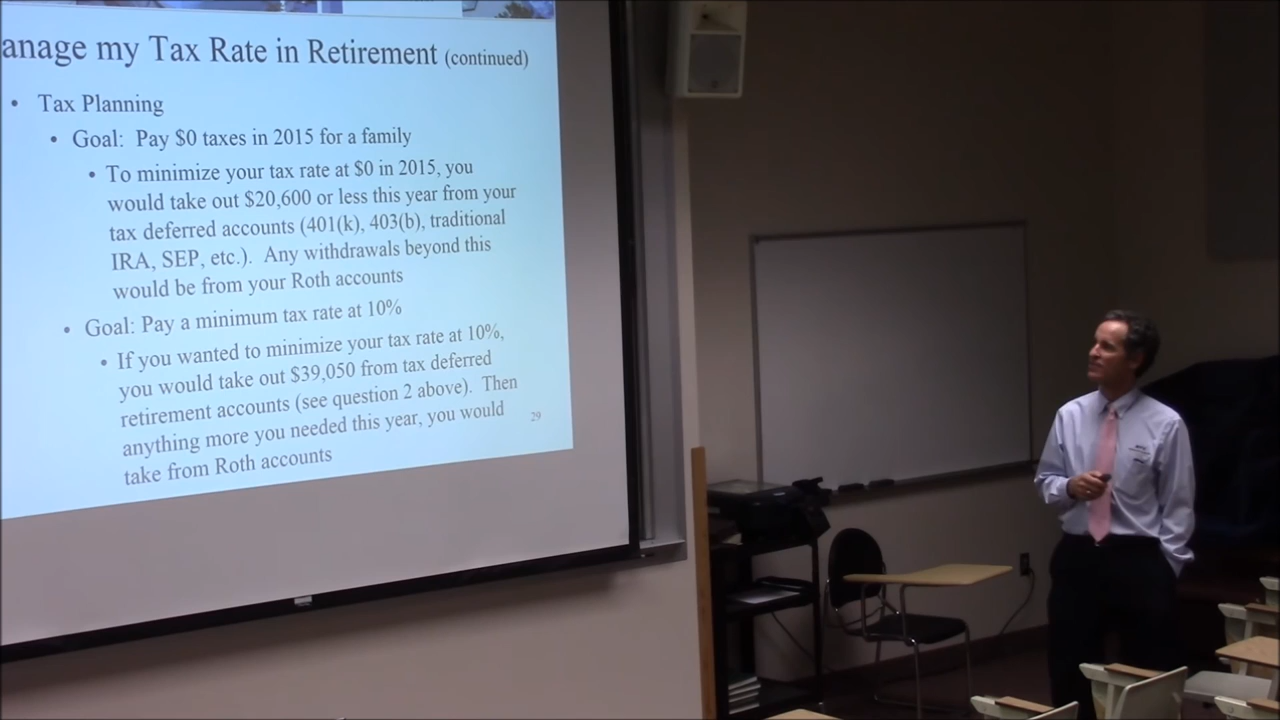 anage my Tax Rate in Retirement (continued)
• Tax Planning
• Goal: Pay $0 taxes in 2015 for a family
• To minimize your tax rate at $0 in 2015, you
would take out $20,600 or less this year from your
tax deferred accounts (401(k), 403(b), traditional
IRA, SEP, etc.). Any withdrawals beyond this
would be from your Roth accounts
• Goal: Pay a minimum tax rate at 10%
• If you wanted to minimize your tax rate at 10%,
you would take out $39,050 from tax deferred
retirement accounts (see question 2 above). Then
anything more you needed this year, you would
take from Roth accounts
29